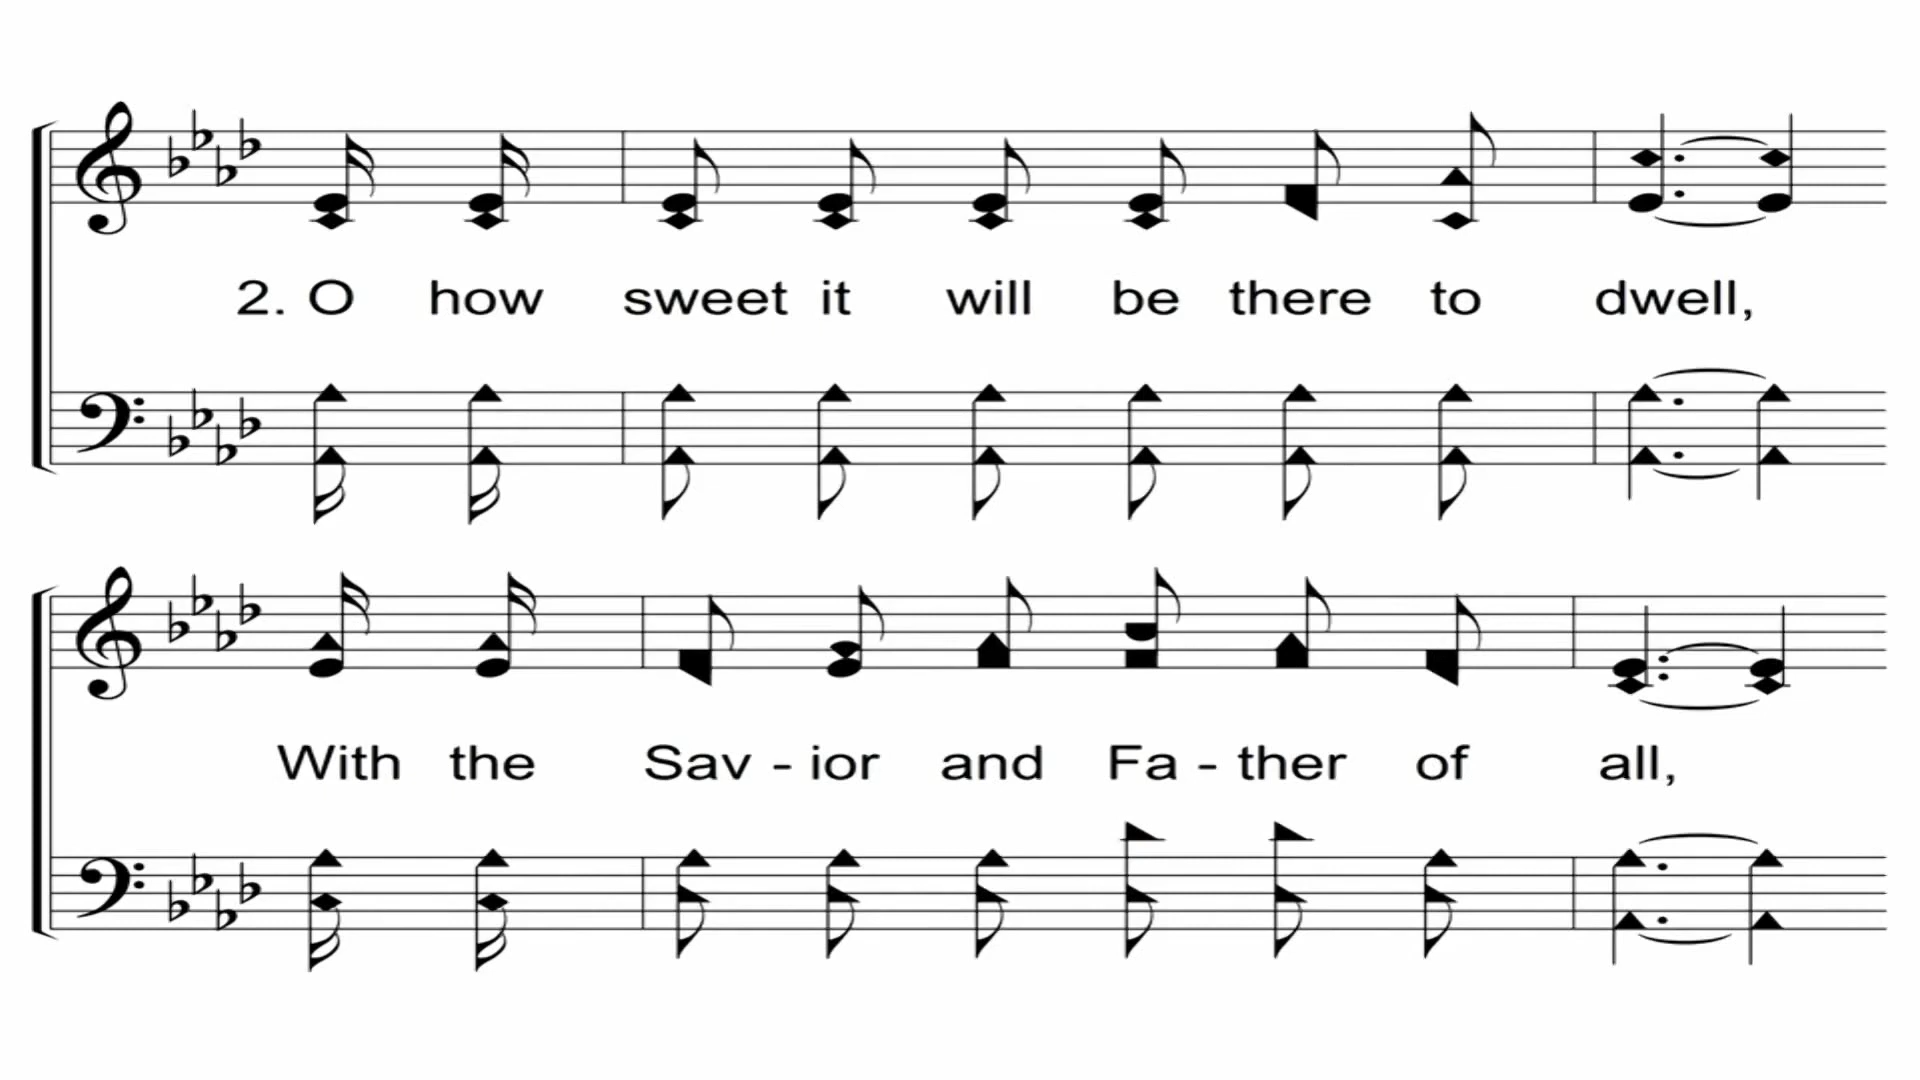 2. O how sweet it will be there to dwell,
With the Sav - ior and Fa - ther of all,